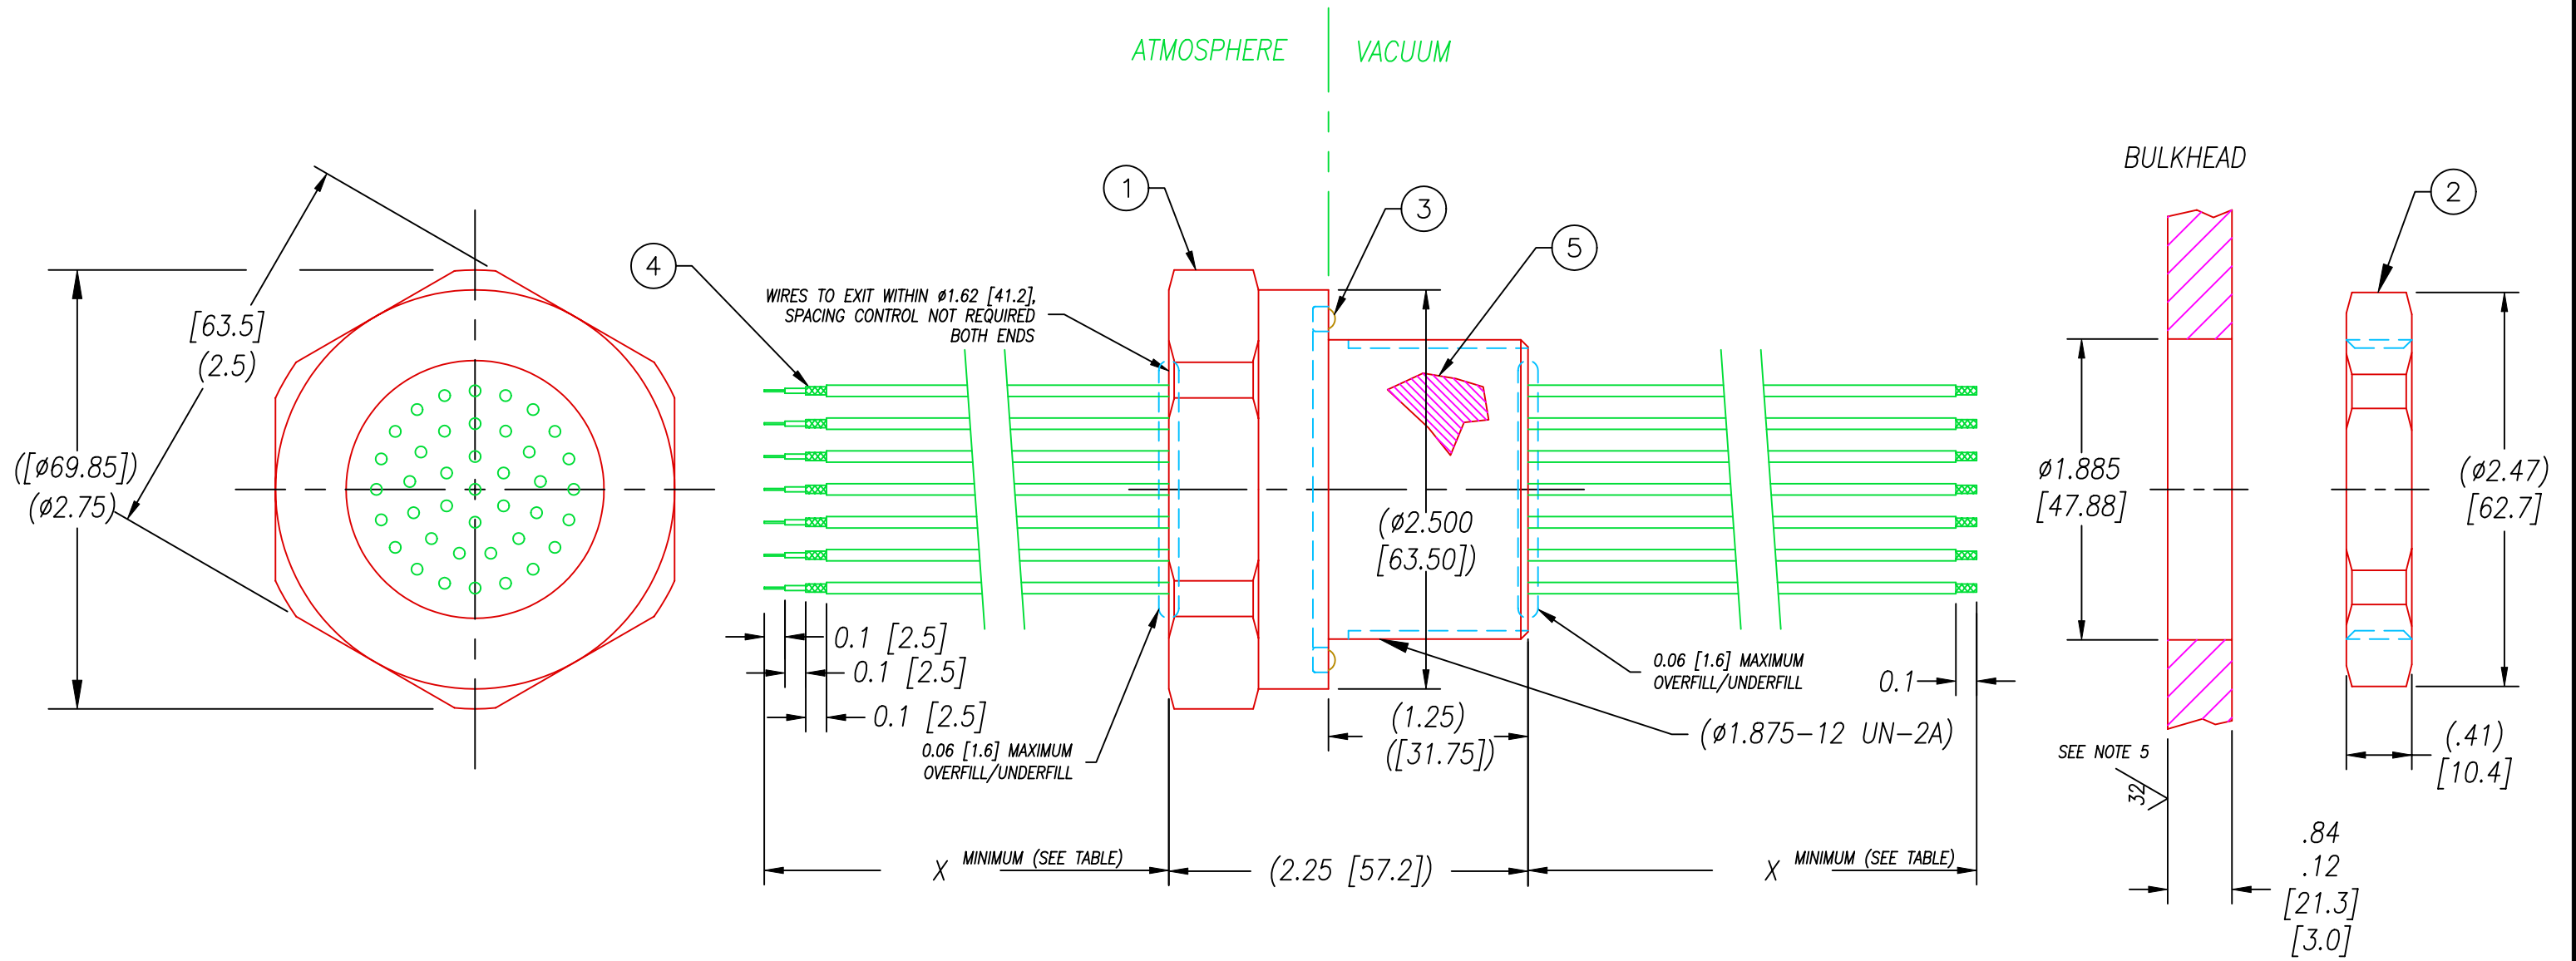 ATMOSPHERE
VACUUM
BULKHEAD
1
2
3
4
5
WIRES TO EXIT WITHIN ø1.62 [41.2],
SPACING CONTROL NOT REQUIRED
BOTH ENDS
[63.5]
(2.5)
([ø69.85])
(ø2.75)
(ø2.500
[63.50])
ø1.885
[47.88]
(ø2.47)
[62.7]
0.1 [2.5]
0.1 [2.5]
0.1 [2.5]
0.06 [1.6] MAXIMUM
OVERFILL/UNDERFILL
0.06 [1.6] MAXIMUM
OVERFILL/UNDERFILL
0.1
(1.25)
([31.75])
(ø1.875-12 UN-2A)
SEE NOTE 5
32
(.41)
[10.4]
X MINIMUM (SEE TABLE)
(2.25 [57.2])
X MINIMUM (SEE TABLE)
.84
.12
[21.3]
[3.0]